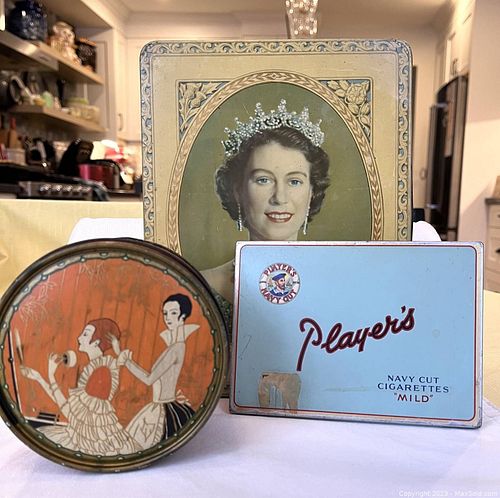 PLAYER'S
NAVY CUT
Player's
NAVY CUT
CIGARETTES
"MILD"
Copyright 2023 - MaxSold.com